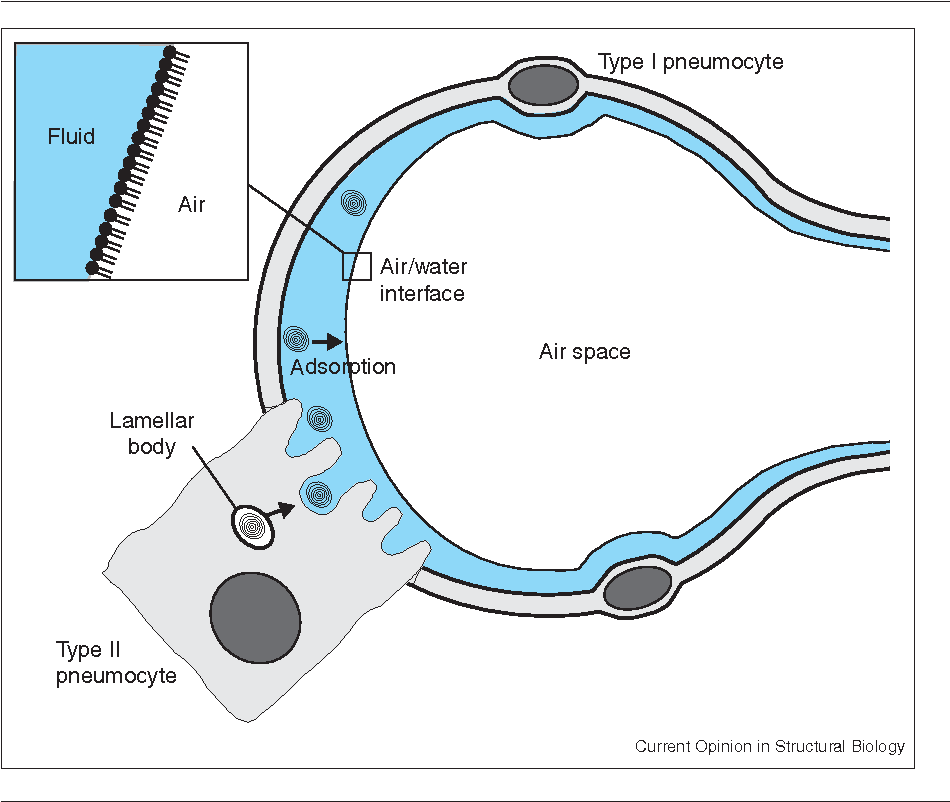 Type I pneumocyte
Fluid
Air
Air/water
interface
Air space
Adsorption
Lamellar
body
Type II
pneumocyte
Current Opinion in Structural Biology